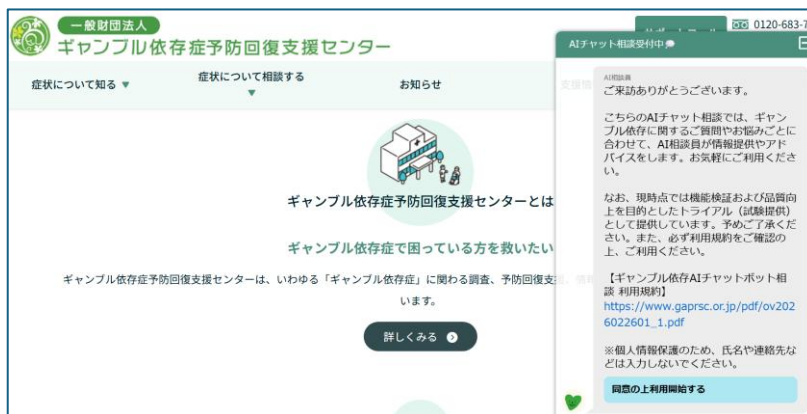 一般財団法人
ギャンブル依存症予防回復支援センター
0120-683-7
AIチャット相談受付中
症状について知る ▼
症状について相談する ▼
お知らせ
ギャンブル依存症予防回復支援センターとは
ギャンブル依存症で困っている方を救いたい
ギャンブル依存症予防回復支援センターは、いわゆる「ギャンブル依存症」に関わる調査、予防回復支
います。
詳しくみる
AI相談員
ご来訪ありがとうございます。
こちらのAIチャット相談では、ギャン
ブル依存に関するご質問やお悩みごとに
合わせて、AI相談員が情報提供やアド
バイスをします。お気軽にご利用くださ
い。
なお、現時点では機能検証および品質向
上を目的としたトライアル（試験提供）
として提供しています。予めご了承くだ
さい。また、必ず利用規約をご確認の
上、ご利用ください。
【ギャンブル依存AIチャットボット相
談 利用規約】
https://www.gaprsc.or.jp/pdf/ov202
6022601_1.pdf
※個人情報保護のため、氏名や連絡先な
どは入力しないでください。
同意の上利用開始する